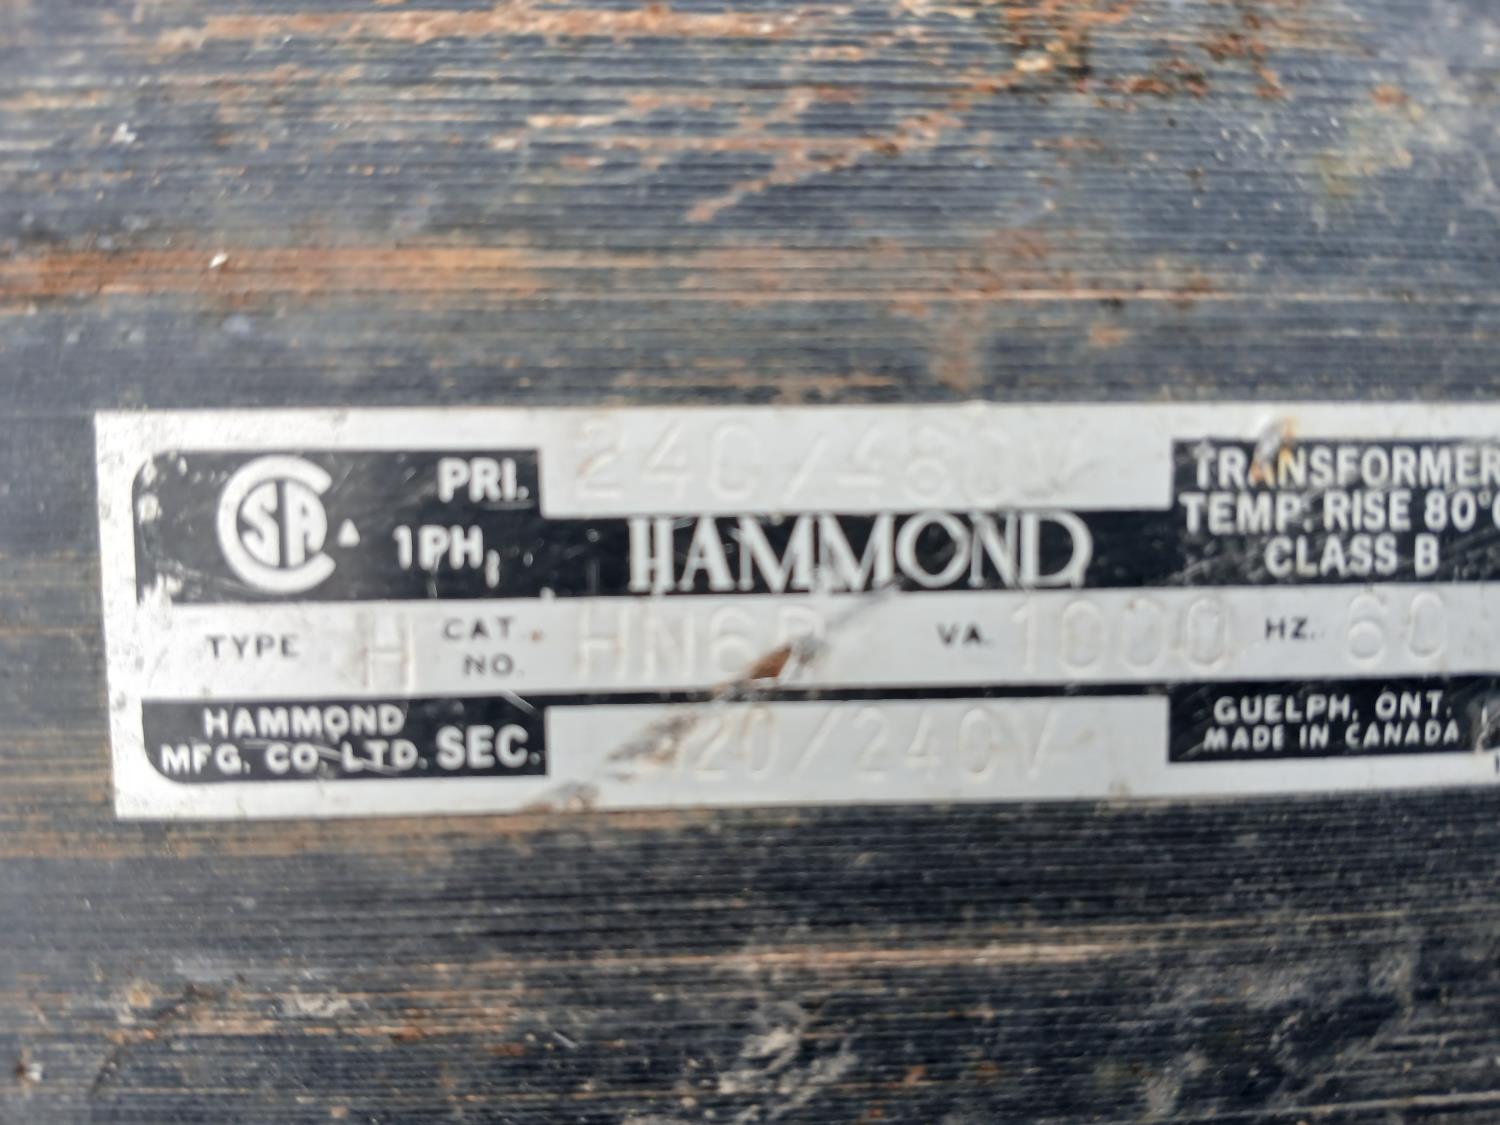 PRI. 240/480V
CSA 1PH.
HAMMOND
TRANSFORMER
TEMP. RISE 80°C
CLASS B
TYPE H CAT. NO. VA. 1000 HZ. 60
HAMMOND
MFG. CO. LTD.
SEC. 120/240V
GUELPH, ONT.
MADE IN CANADA